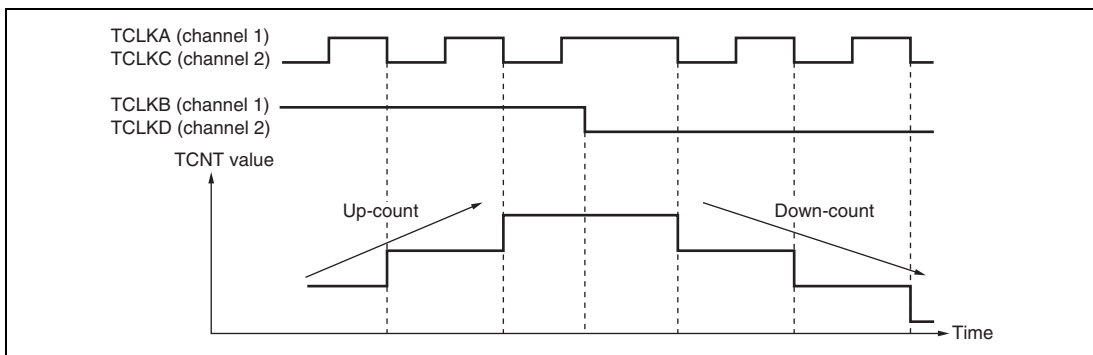 TCLKA (channel 1)
TCLKC (channel 2)
TCLKB (channel 1)
TCLKD (channel 2)
TCNT value
Up-count
Down-count
Time